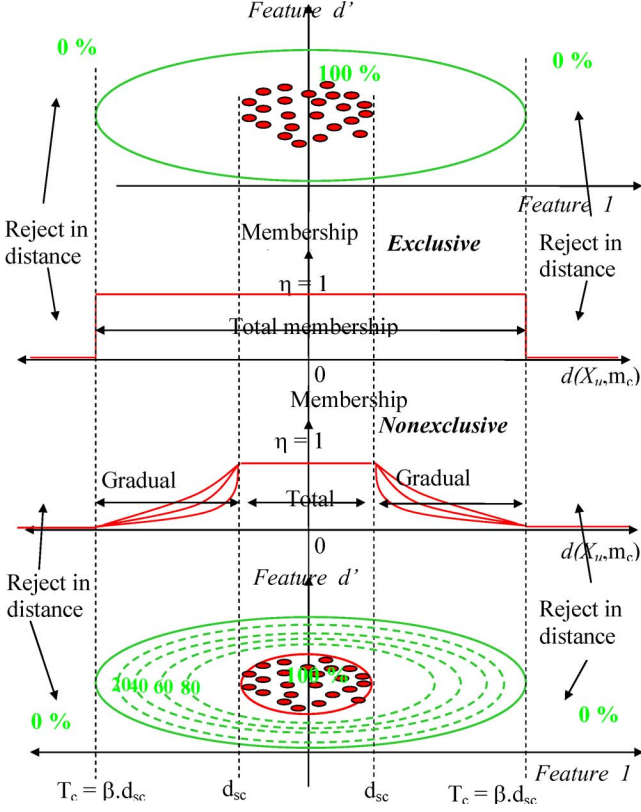 Feature d'
0 %
100 %
0 %
Feature 1
Reject in
distance
Membership
Exclusive
Reject in
distance
η = 1
Total membership
0
d(Xu,mc)
Membership
Nonexclusive
η = 1
Gradual
Gradual
Total
0
d(Xu,mc)
Reject in
distance
Feature d'
Reject in
distance
100 %
20 40 60 80
0 %
0 %
Feature 1
Tc = β.dsc
dsc
dsc
Tc = β.dsc